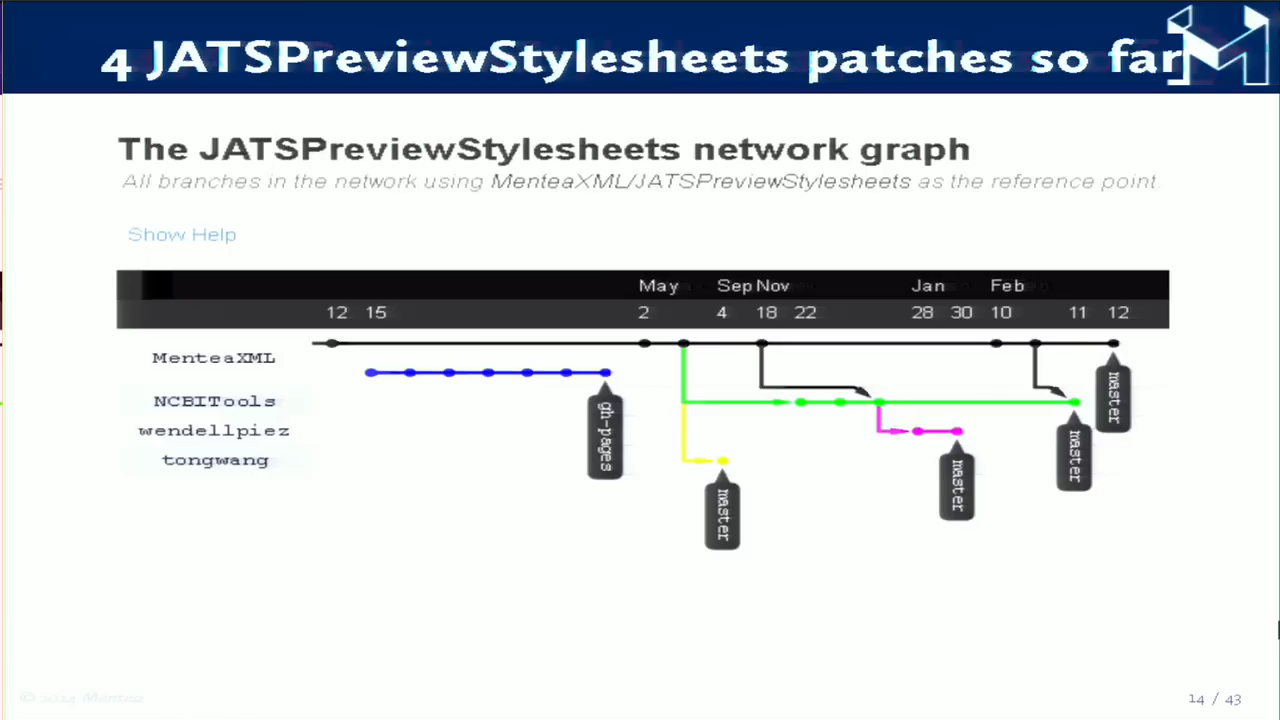 4 JATSPreviewStylesheets patches so far
The JATSPreviewStylesheets network graph
All branches in the network using MenteaXML/JATSPreviewStylesheets as the reference point.
Show Help
May Sep Nov Jan Feb
12 15 2 4 18 22 28 30 10 11 12
MenteaXML
NCBITools
wendellpiez
tongwang
gh-pages
master
master
master
master
© 2014 Mentea
14 / 43